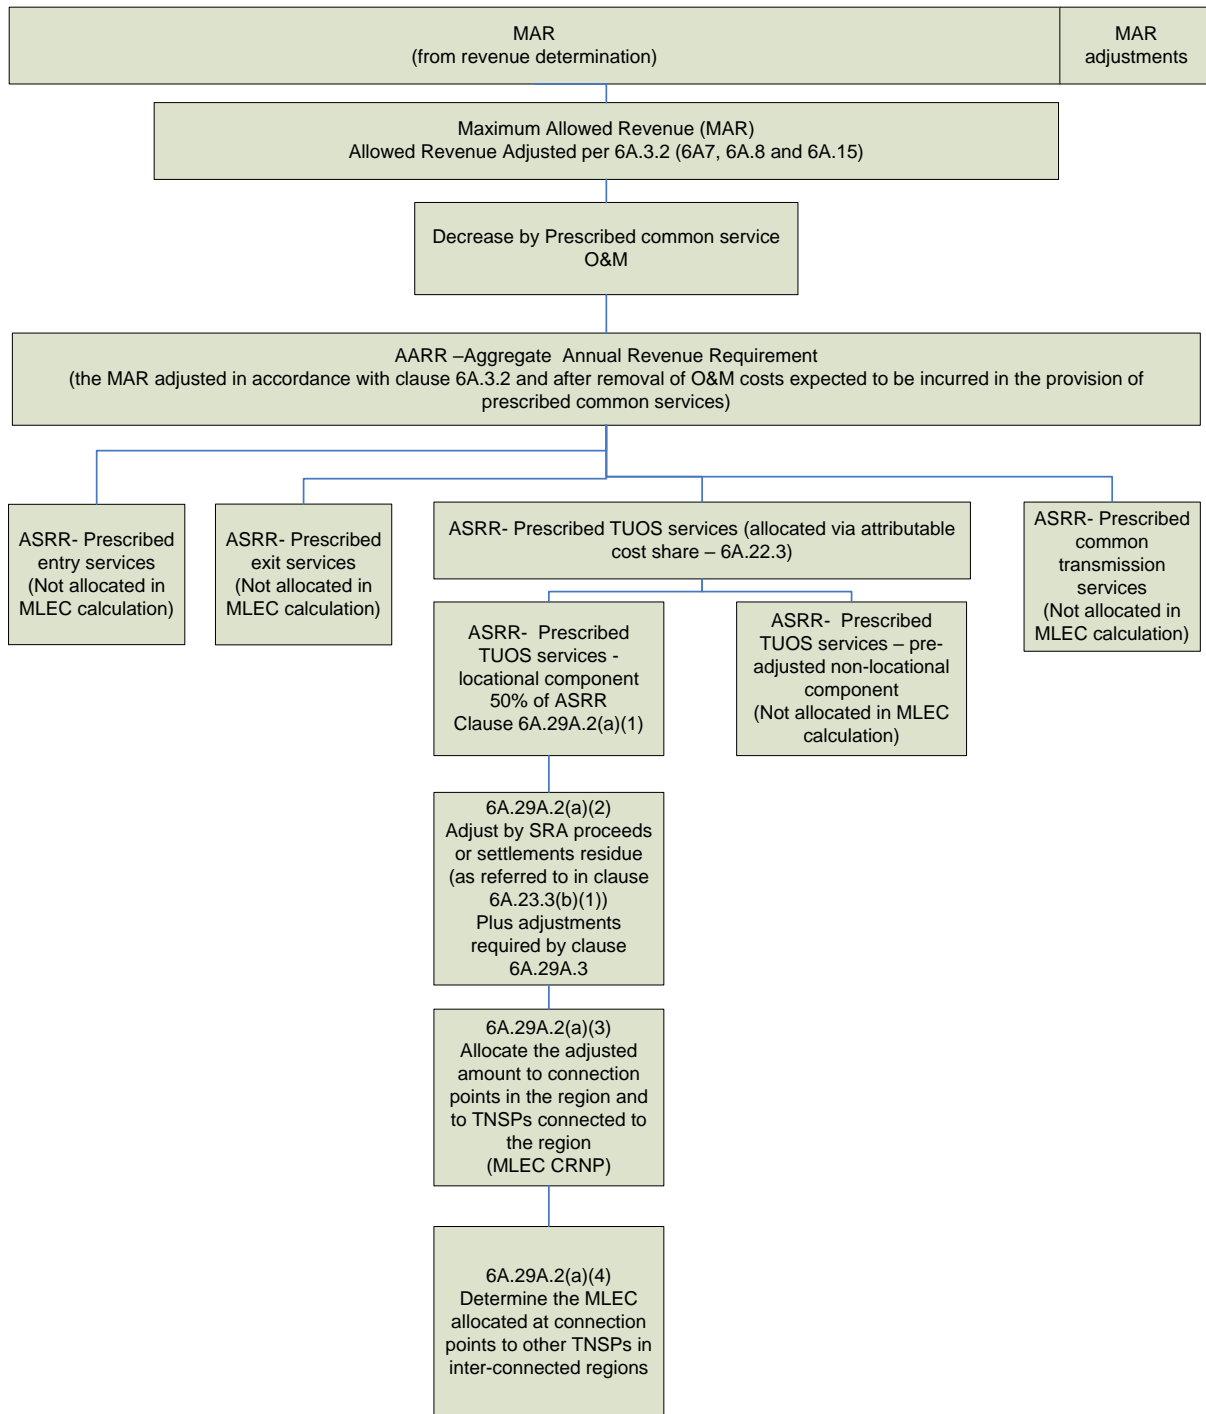 MAR
(from revenue determination)
MAR
adjustments
Maximum Allowed Revenue (MAR)
Allowed Revenue Adjusted per 6A.3.2 (6A7, 6A.8 and 6A.15)
Decrease by Prescribed common service
O&M
AARR –Aggregate  Annual Revenue Requirement
(the MAR adjusted in accordance with clause 6A.3.2 and after removal of O&M costs expected to be incurred in the provision of
prescribed common services)
ASRR- Prescribed
entry services
(Not allocated in
MLEC calculation)
ASRR- Prescribed
exit services
(Not allocated in
MLEC calculation)
ASRR- Prescribed TUOS services (allocated via attributable
cost share – 6A.22.3)
ASRR- Prescribed
common
transmission
services
(Not allocated in
MLEC calculation)
ASRR-  Prescribed
TUOS services -
locational component
50% of ASRR
Clause 6A.29A.2(a)(1)
ASRR-  Prescribed
TUOS services – pre-
adjusted non-locational
component
(Not allocated in MLEC
calculation)
6A.29A.2(a)(2)
Adjust by SRA proceeds
or settlements residue
(as referred to in clause
6A.23.3(b)(1))
Plus adjustments
required by clause
6A.29A.3
6A.29A.2(a)(3)
Allocate the adjusted
amount to connection
points in the region and
to TNSPs connected to
the region
(MLEC CRNP)
6A.29A.2(a)(4)
Determine the MLEC
allocated at connection
points to other TNSPs in
inter-connected regions